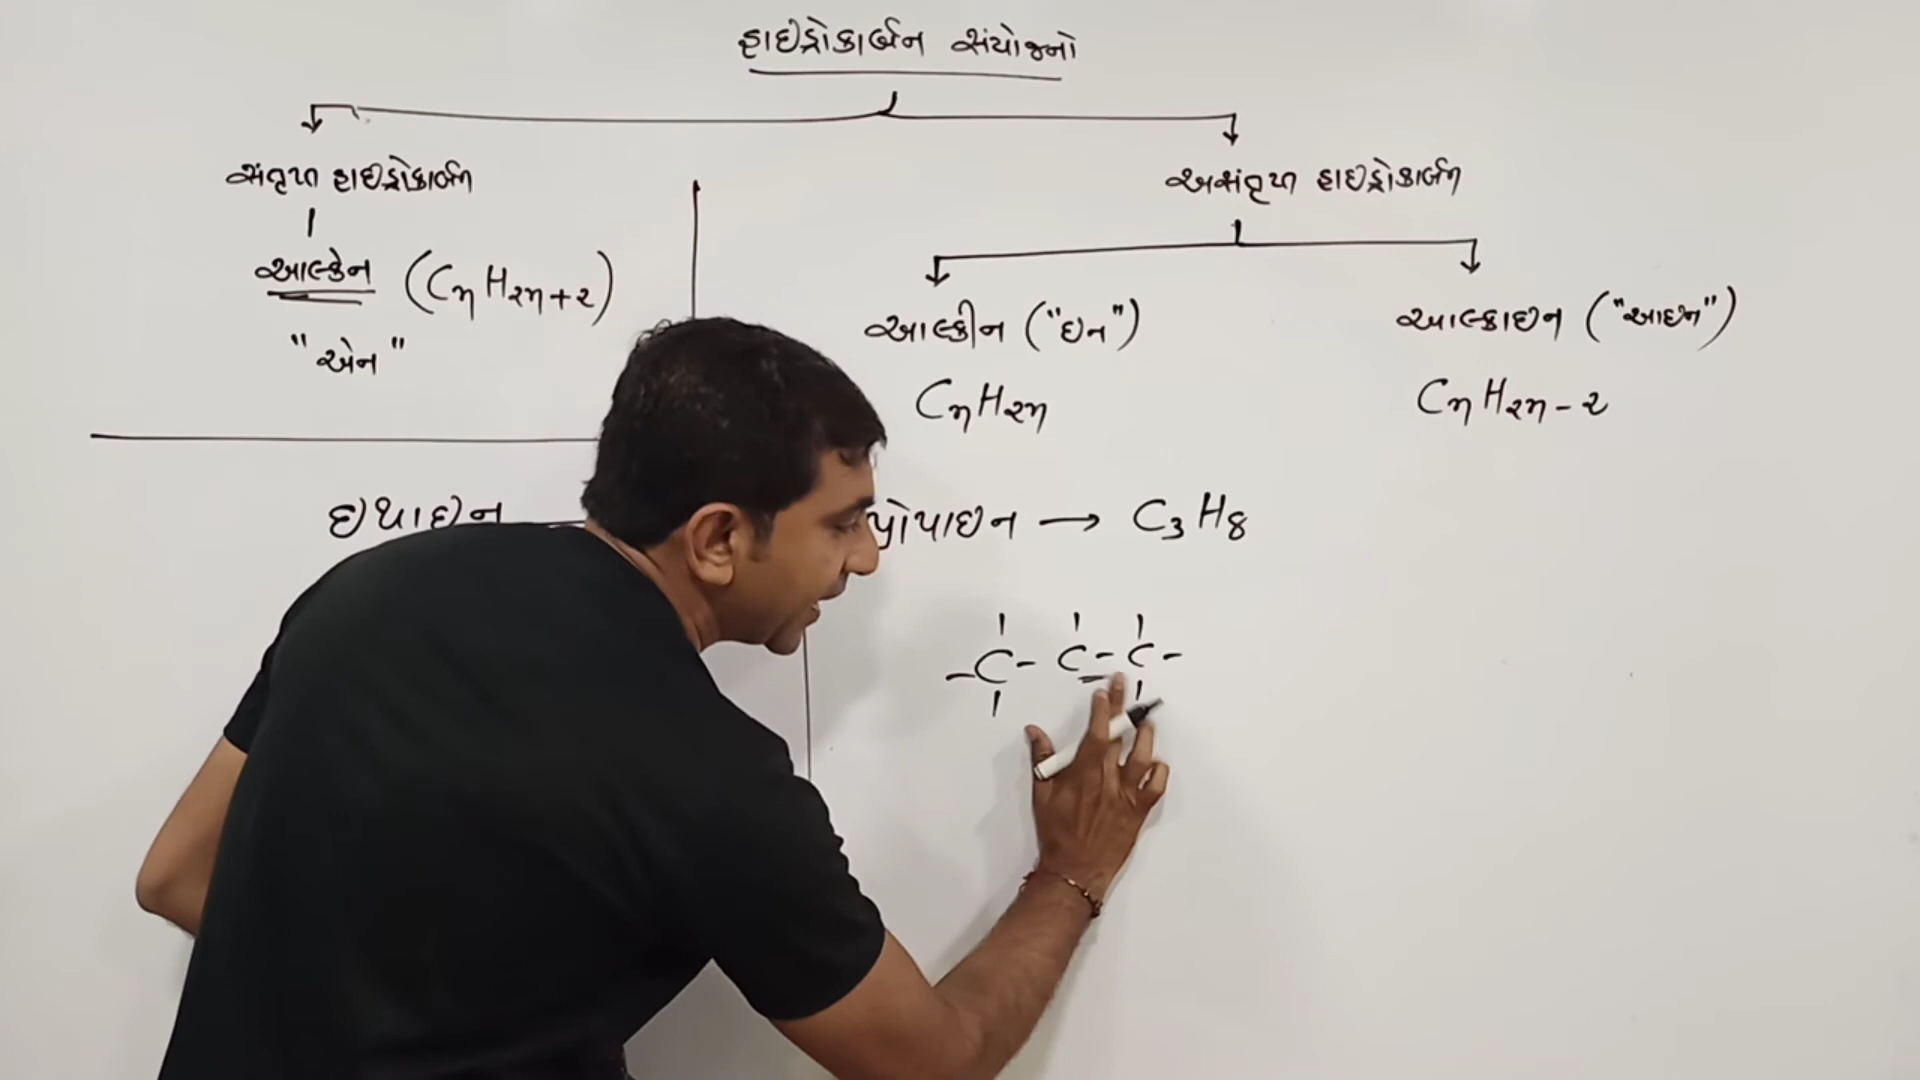 હાઇડ્રોકાર્બન સંયોજનો
સંતૃપ્ત હાઇડ્રોકાર્બન
અસંતૃપ્ત હાઇડ્રોકાર્બન
આલ્કેન (CnH2n+2)
"એન"
આલ્કીન ("ઇન")
આલ્કાઇન ("આઇન")
CnH2n
CnH2n-2
ઇથાઇન
પ્રોપાઇન → C3H8
-C- C-C-